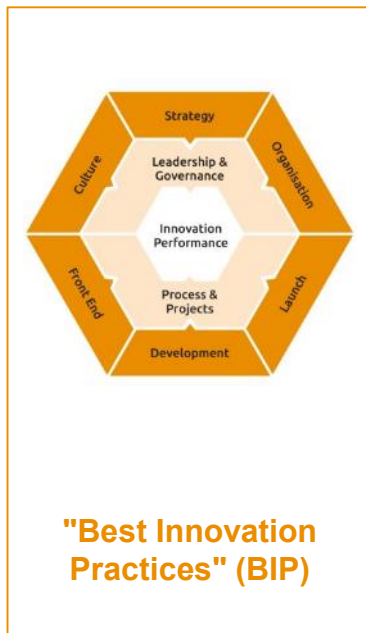 Strategy
Culture
Leadership &
Governance
Organisation
Innovation
Performance
Front End
Process &
Projects
Launch
Development
"Best Innovation
Practices" (BIP)